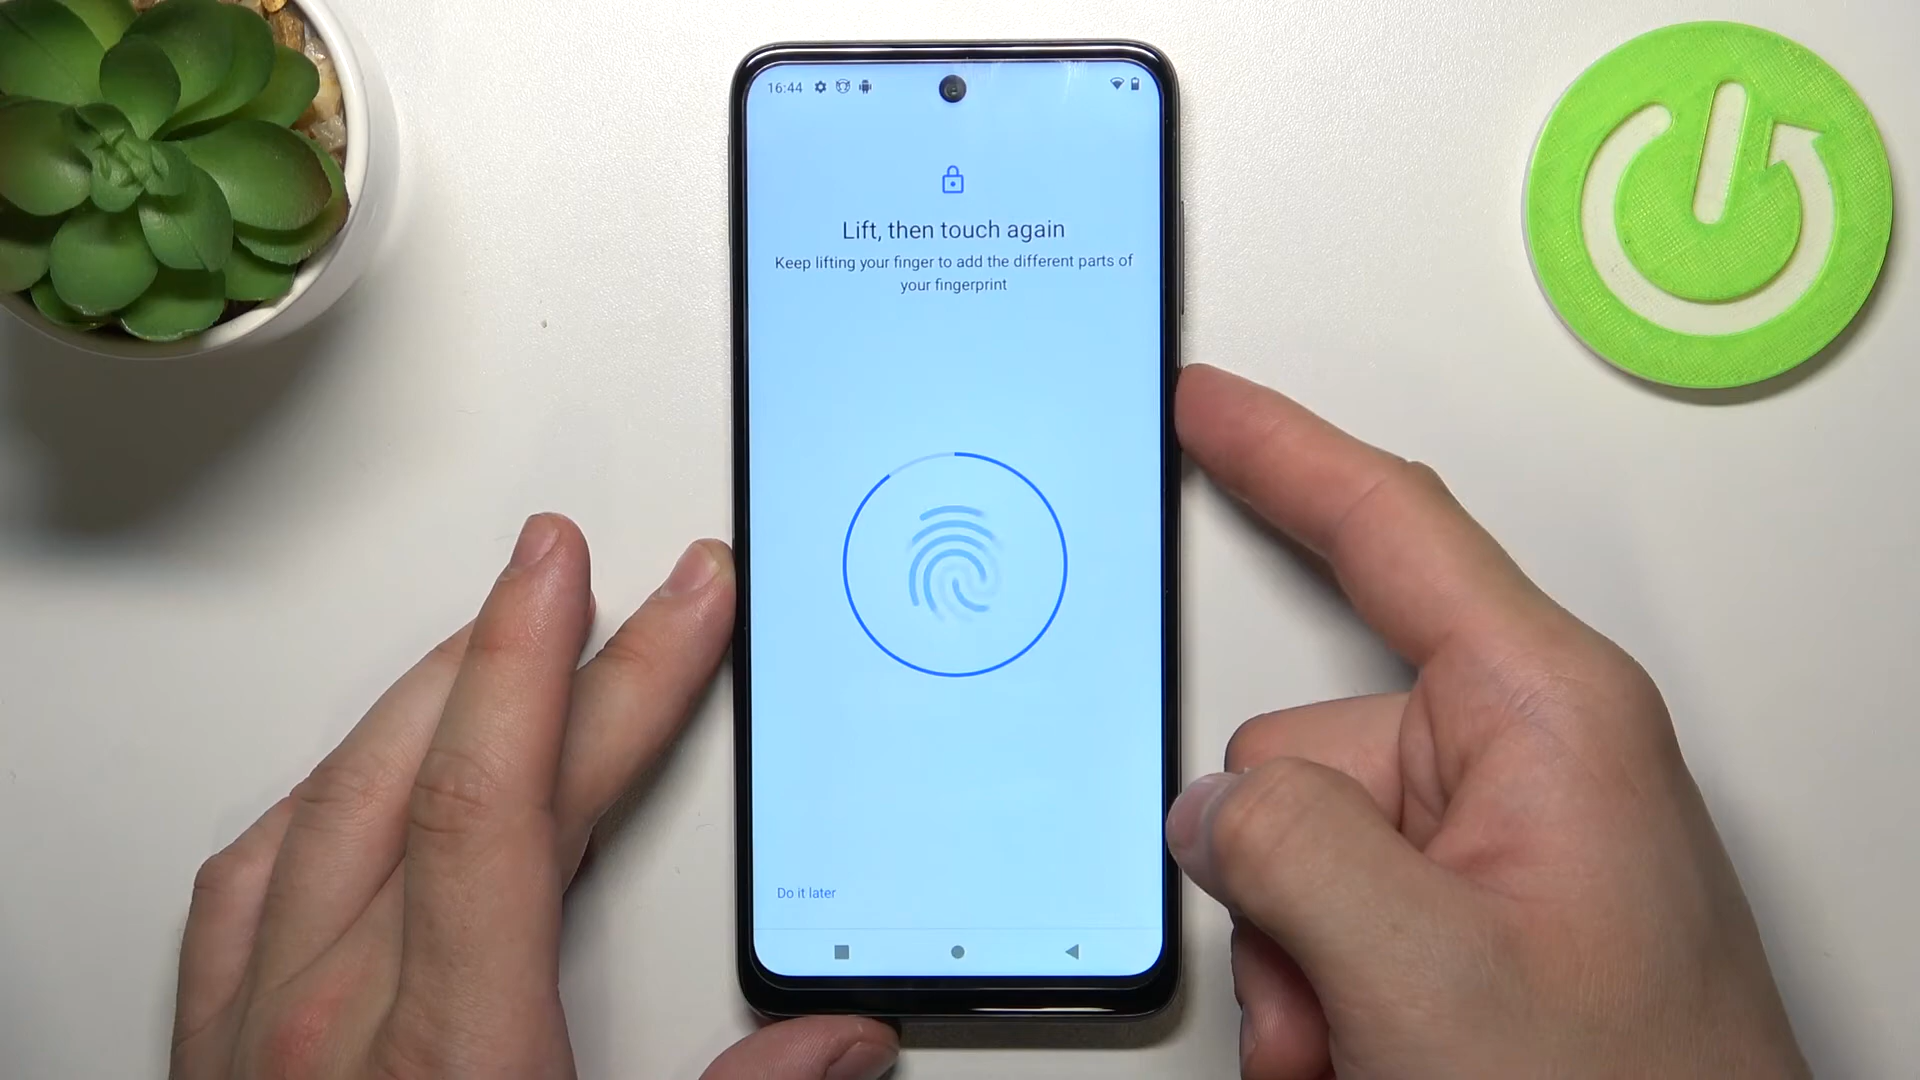 16:44
Lift, then touch again
Keep lifting your finger to add the different parts of
your fingerprint
Do it later